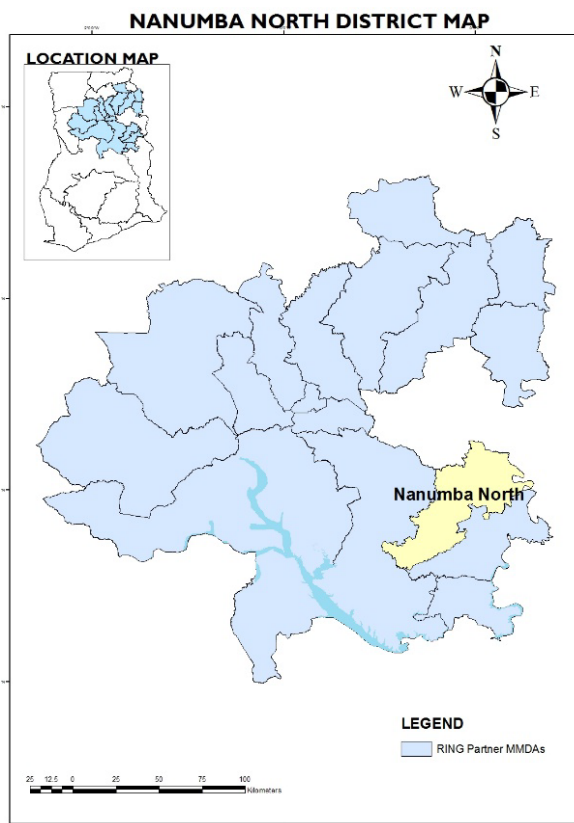 NANUMBA NORTH DISTRICT MAP
LOCATION MAP
N
W E
S
Nanumba North
LEGEND
RING Partner MMDAs
25 12.5 0 25 50 75 100
Kilometers